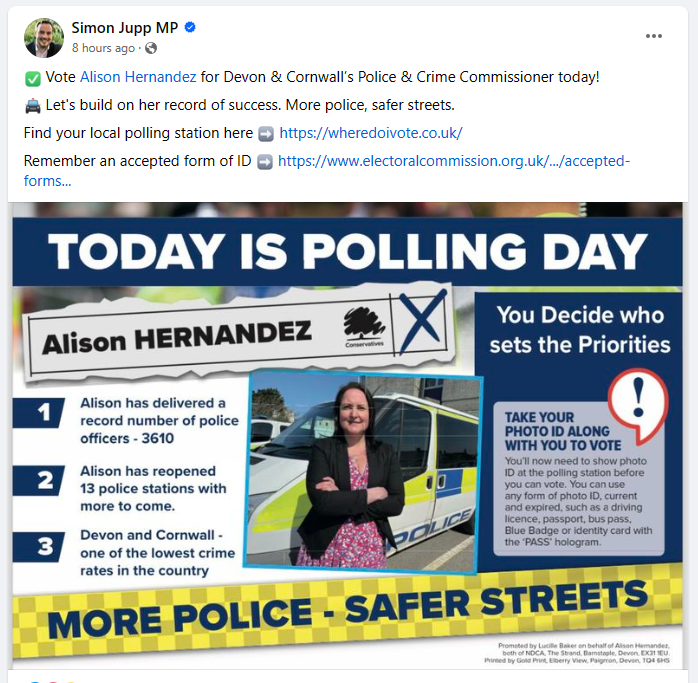 Simon Jupp MP
8 hours ago ·
✅ Vote Alison Hernandez for Devon & Cornwall's Police & Crime Commissioner today!
🚔 Let's build on her record of success. More police, safer streets.
Find your local polling station here ➡️ https://wheredoivote.co.uk/
Remember an accepted form of ID ➡️ https://www.electoralcommission.org.uk/.../accepted-
forms...
TODAY IS POLLING DAY
Alison HERNANDEZ
Conservatives
You Decide who
sets the Priorities
1
Alison has delivered a
record number of police
officers - 3610
2
Alison has reopened
13 police stations with
more to come.
3
Devon and Cornwall -
one of the lowest crime
rates in the country
POLICE
!
TAKE YOUR
PHOTO ID ALONG
WITH YOU TO VOTE
You'll now need to show photo
ID at the polling station before
you can vote. You can use
any form of photo ID, current
and expired, such as a driving
licence, passport, bus pass,
Blue Badge or identity card with
the 'PASS' hologram.
MORE POLICE - SAFER STREETS
Promoted by Lucille Baker on behalf of Alison Hernandez,
both of NDCA, The Strand, Barnstaple, Devon, EX31 1EU.
Printed by Gold Print, Elberry View, Paignton, Devon, TQ4 6HS